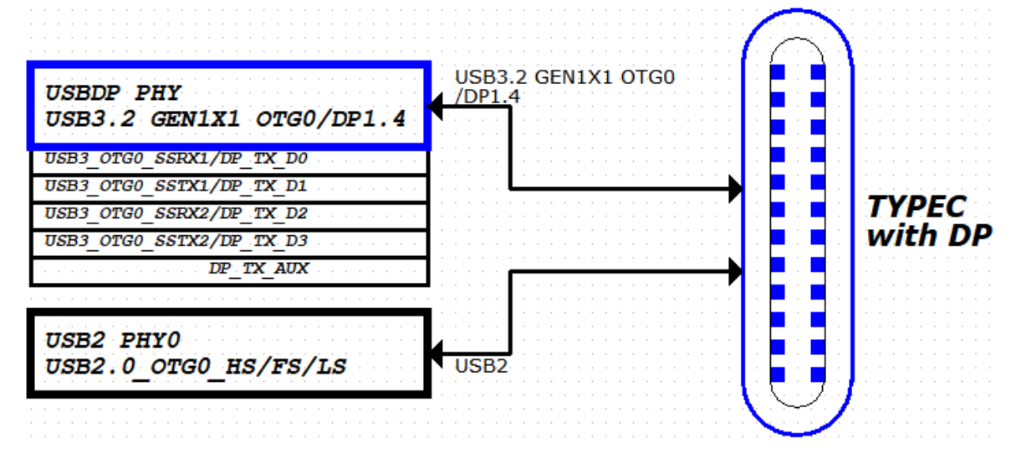 USBDP PHY
USB3.2 GEN1X1 OTG0/DP1.4
USB3_OTG0_SSRX1/DP_TX_D0
USB3_OTG0_SSTX1/DP_TX_D1
USB3_OTG0_SSRX2/DP_TX_D2
USB3_OTG0_SSTX2/DP_TX_D3
DP_TX_AUX
USB2 PHY0
USB2.0_OTG0_HS/FS/LS
USB3.2 GEN1X1 OTG0
/DP1.4
USB2
TYPEC
with DP